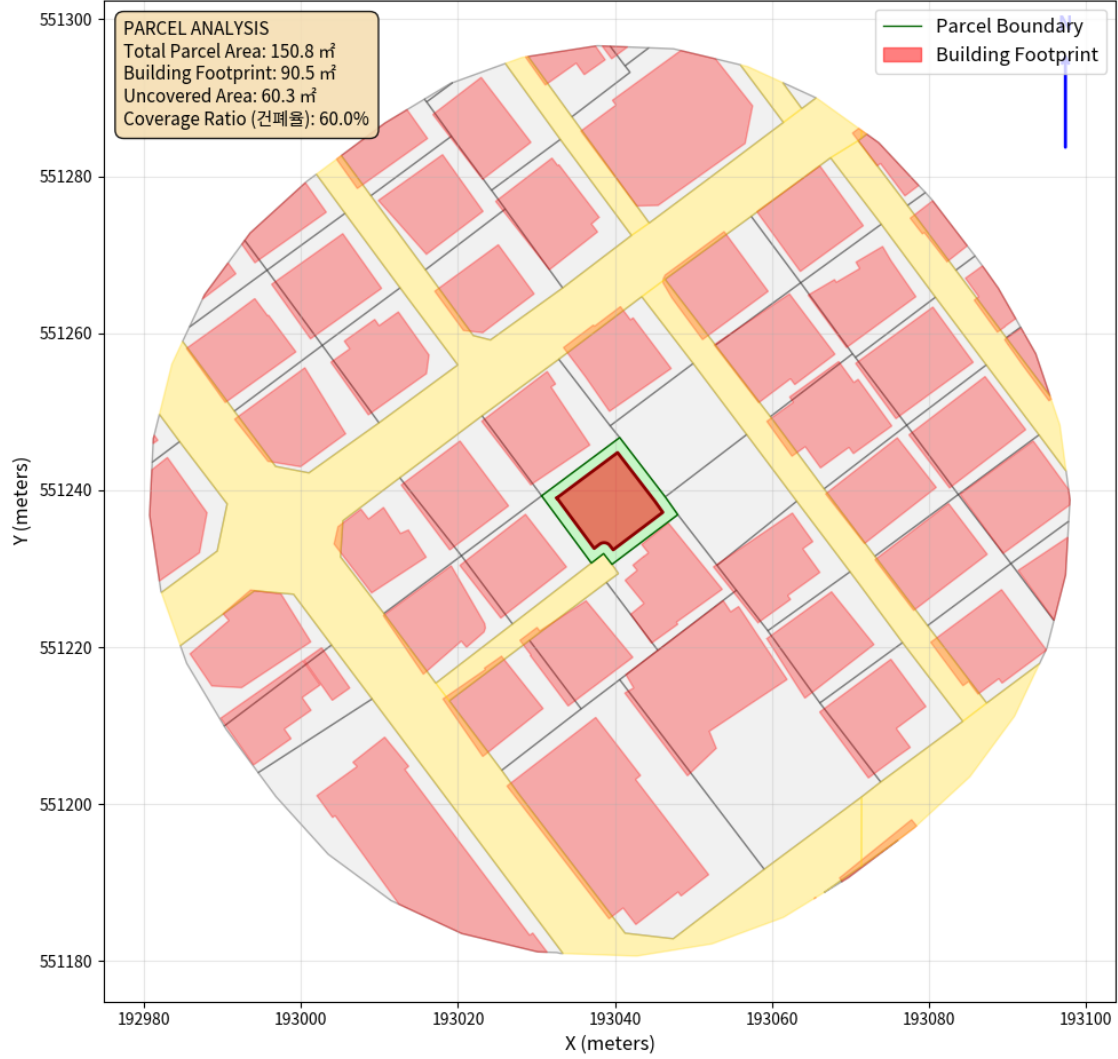 PARCEL ANALYSIS
Total Parcel Area: 150.8 ㎡
Building Footprint: 90.5 ㎡
Uncovered Area: 60.3 ㎡
Coverage Ratio (건폐율): 60.0%
Parcel Boundary
Building Footprint
N
551300
551280
551260
551240
551220
551200
551180
Y (meters)
192980
193000
193020
193040
193060
193080
193100
X (meters)